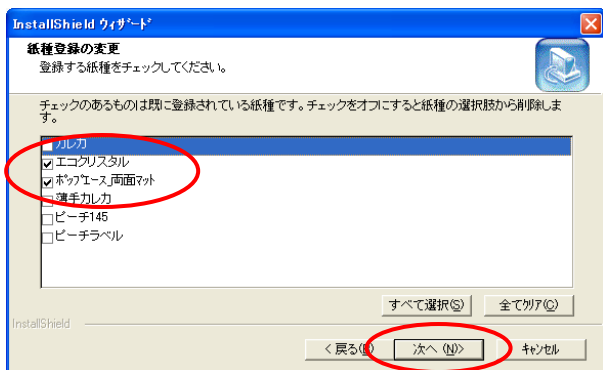 InstallShield ウィザード
紙種登録の変更
登録する紙種をチェックしてください。
チェックのあるものは既に登録されている紙種です。チェックをオフにすると紙種の選択肢から削除しま
す。
カレカ
エコクリスタル
ポップエース_両面マット
薄手カレカ
ピーチ145
ピーチラベル
すべて選択(S)
全てクリア(C)
InstallShield
< 戻る(B)
次へ (N)>
キャンセル